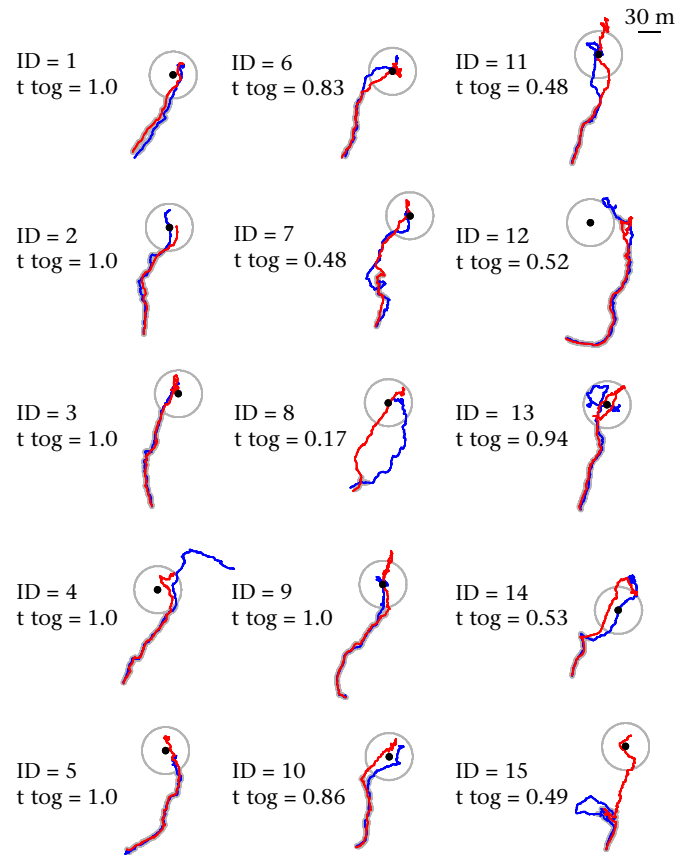 30 m
ID = 1
t tog = 1.0
ID = 6
t tog = 0.83
ID = 11
t tog = 0.48
ID = 2
t tog = 1.0
ID = 7
t tog = 0.48
ID = 12
t tog = 0.52
ID = 3
t tog = 1.0
ID = 8
t tog = 0.17
ID = 13
t tog = 0.94
ID = 4
t tog = 1.0
ID = 9
t tog = 1.0
ID = 14
t tog = 0.53
ID = 5
t tog = 1.0
ID = 10
t tog = 0.86
ID = 15
t tog = 0.49